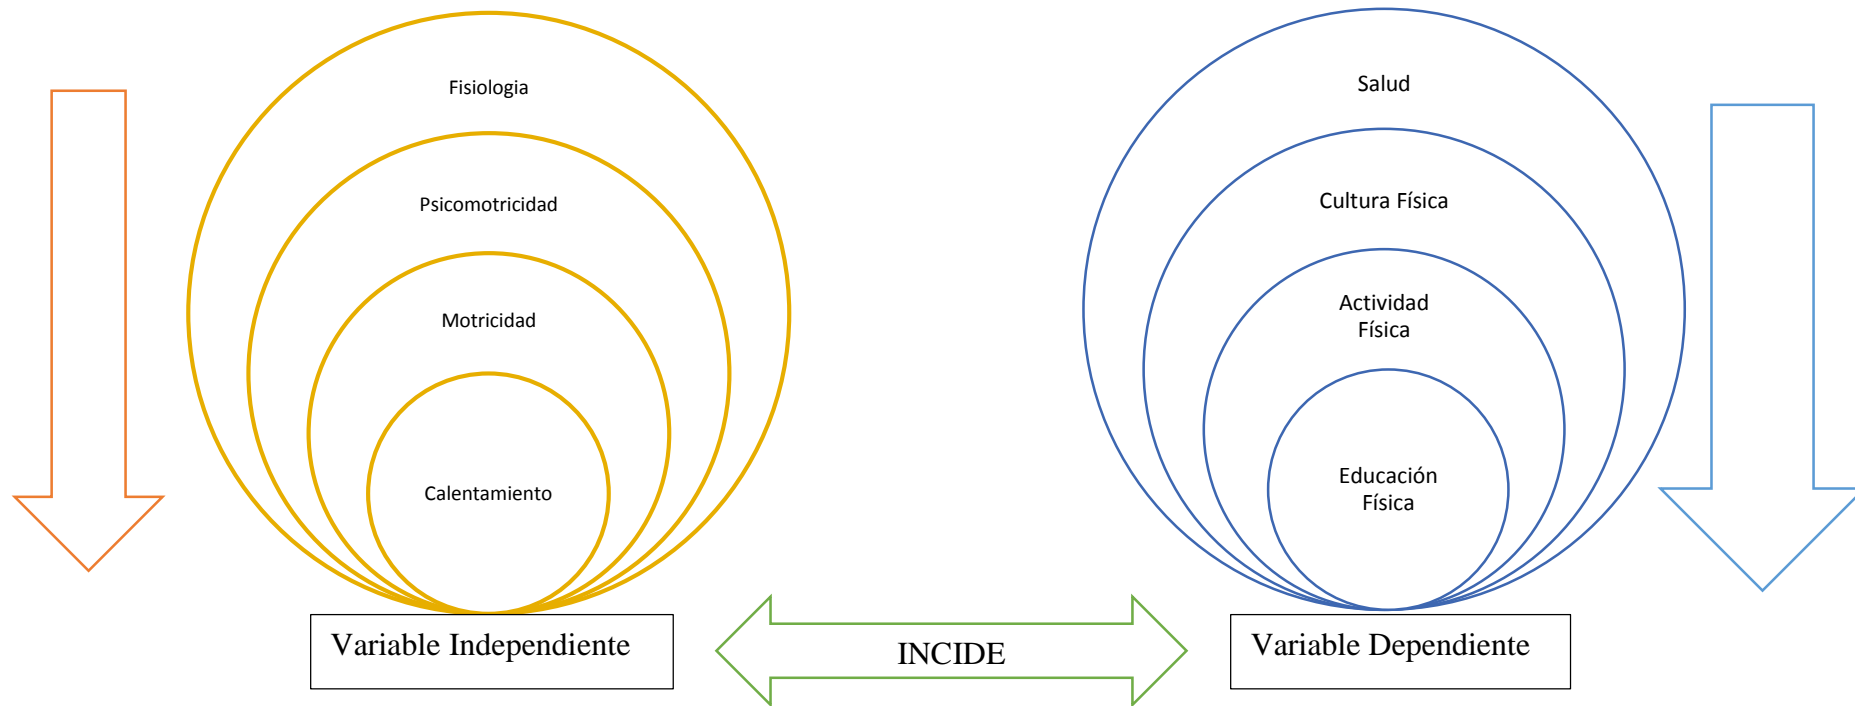 Fisiologia
Psicomotricidad
Motricidad
Calentamiento
Variable Independiente
INCIDE
Salud
Cultura Física
Actividad
Física
Educación
Física
Variable Dependiente